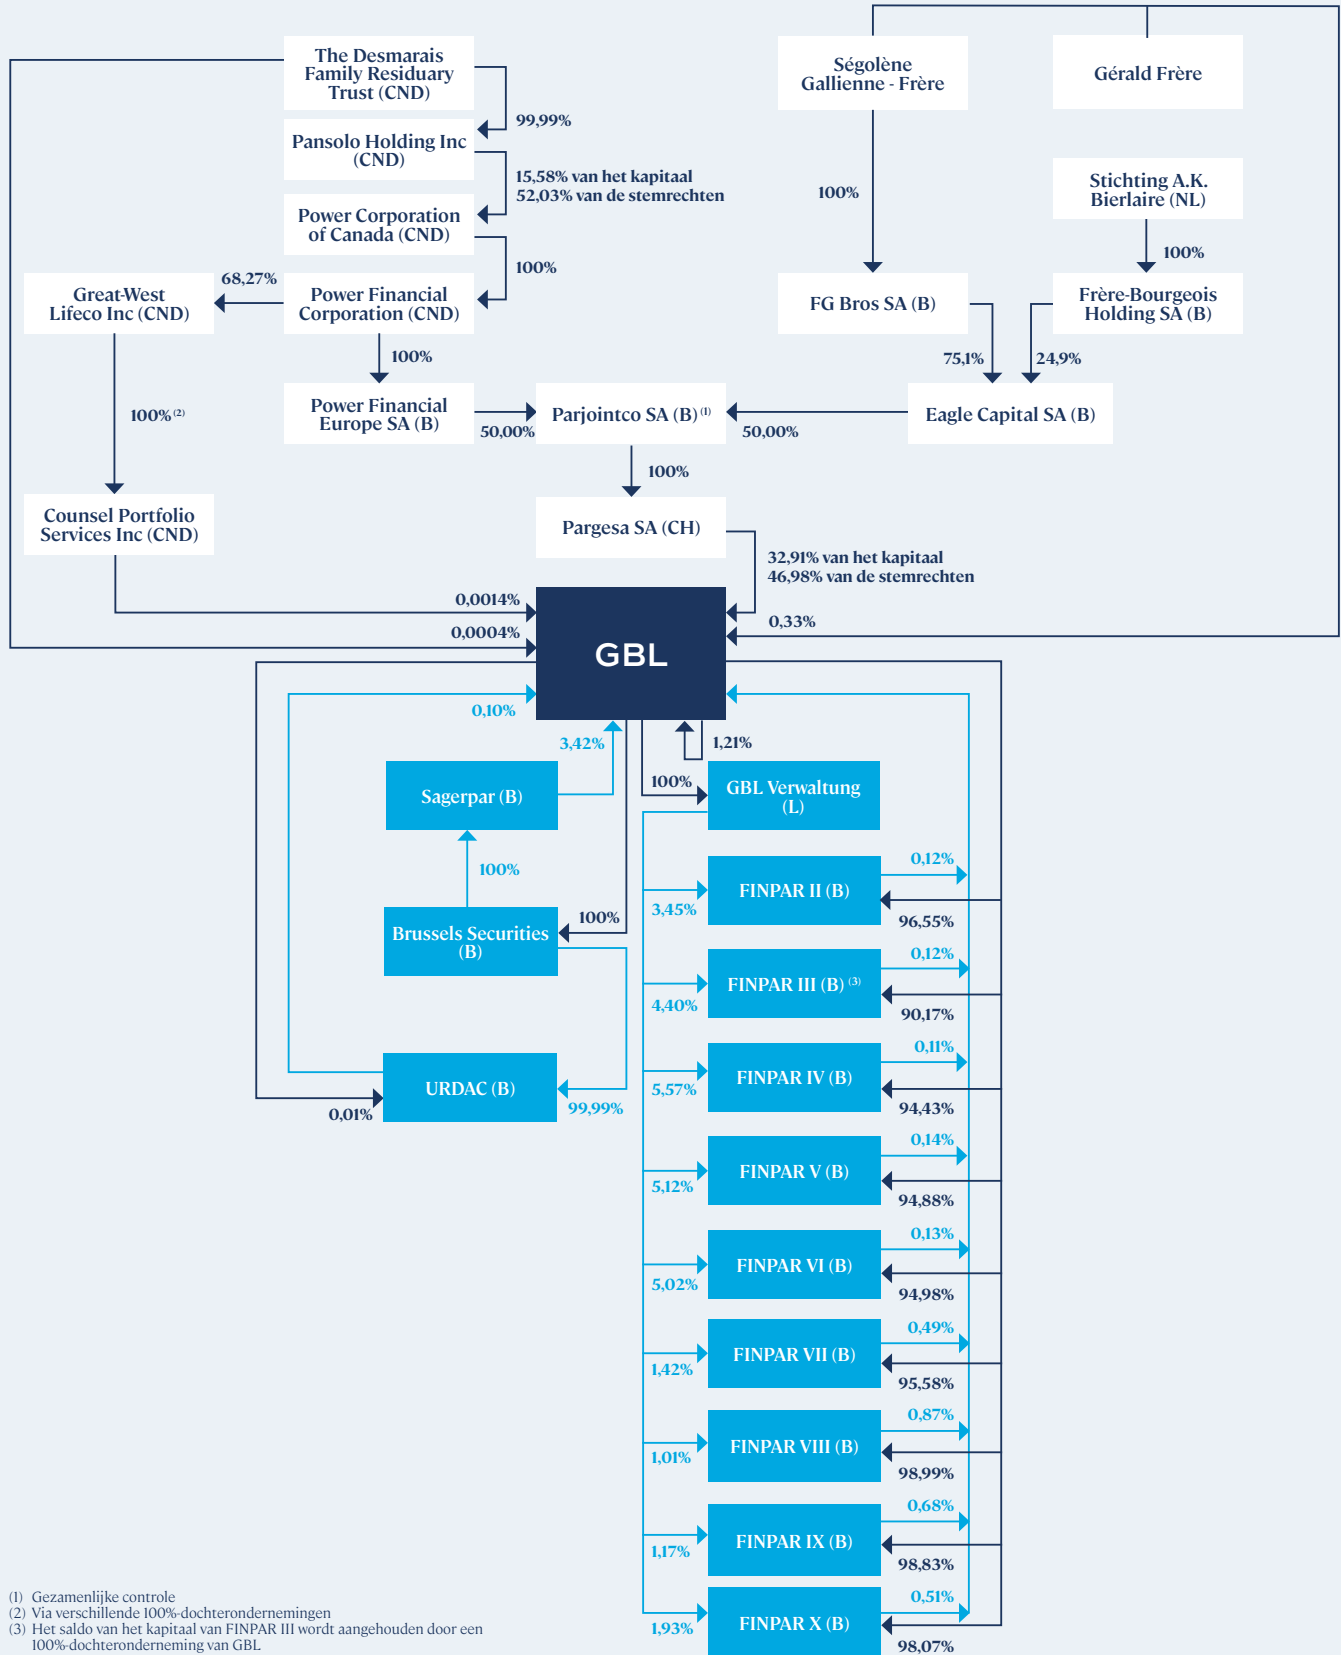 The Desmarais
Family Residuary
Trust (CND)
99,99%
Pansolo Holding Inc
(CND)
15,58% van het kapitaal
52,03% van de stemrechten
Power Corporation
of Canada (CND)
100%
Power Financial
Corporation (CND)
68,27%
Great-West
Lifeco Inc (CND)
100% (2)
Counsel Portfolio
Services Inc (CND)
100%
Power Financial
Europe SA (B)
50,00%
Ségolène
Gallienne - Frère
Gérald Frère
100%
Stichting A.K.
Bierlaire (NL)
100%
FG Bros SA (B)
Frère-Bourgeois
Holding SA (B)
75,1%
24,9%
Parjointco SA (B) (1)
50,00%
Eagle Capital SA (B)
100%
Pargesa SA (CH)
32,91% van het kapitaal
46,98% van de stemrechten
0,0014%
0,0004%
0,33%
GBL
0,10%
3,42%
1,21%
100%
Sagerpar (B)
GBL Verwaltung
(L)
100%
100%
Brussels Securities
(B)
URDAC (B)
0,01%
99,99%
FINPAR II (B)
3,45%
0,12%
96,55%
FINPAR III (B) (3)
4,40%
0,12%
90,17%
FINPAR IV (B)
5,57%
0,11%
94,43%
FINPAR V (B)
5,12%
0,14%
94,88%
FINPAR VI (B)
5,02%
0,13%
94,98%
FINPAR VII (B)
1,42%
0,49%
95,58%
FINPAR VIII (B)
1,01%
0,87%
98,99%
FINPAR IX (B)
1,17%
0,68%
98,83%
FINPAR X (B)
1,93%
0,51%
98,07%
(1) Gezamenlijke controle
(2) Via verschillende 100%-dochterondernemingen
(3) Het saldo van het kapitaal van FINPAR III wordt aangehouden door een
100%-dochteronderneming van GBL